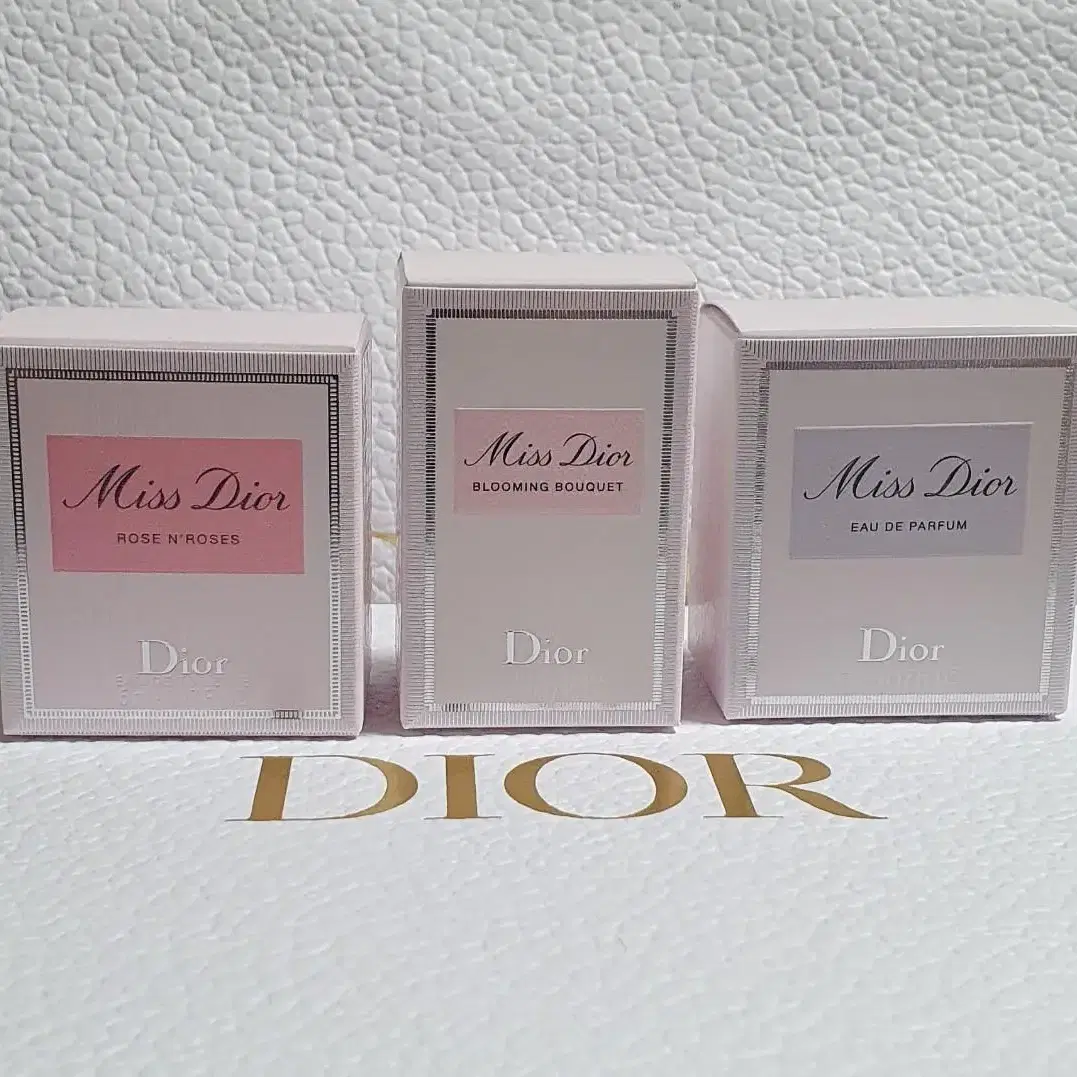 Miss Dior
ROSE N'ROSES
Dior
Miss Dior
BLOOMING BOUQUET
Dior
Miss Dior
EAU DE PARFUM
Dior
DIOR